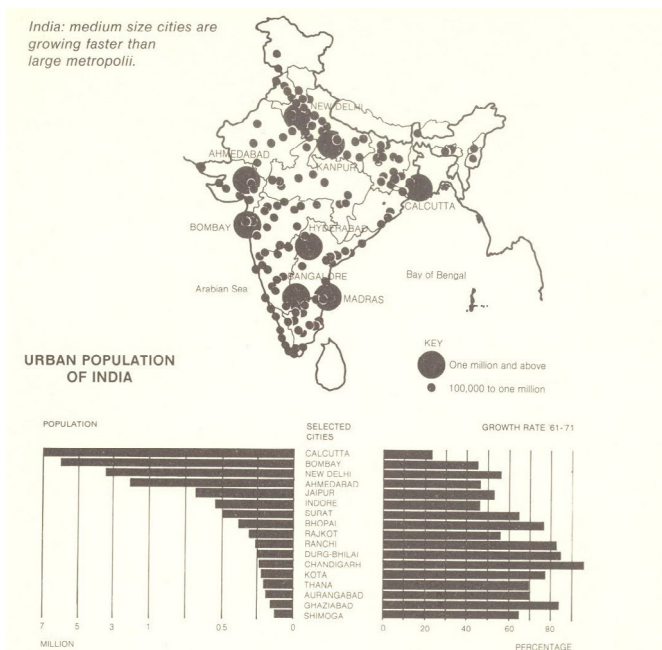 India: medium size cities are
growing faster than
large metropolii.
NEW DELHI
AHMEDABAD
KANPUR
CALCUTTA
BOMBAY
HYDERABAD
BANGALORE
Arabian Sea
Bay of Bengal
MADRAS
KEY
One million and above
100,000 to one million
URBAN POPULATION
OF INDIA
POPULATION
SELECTED
CITIES
GROWTH RATE '61-71
CALCUTTA
BOMBAY
NEW DELHI
AHMEDABAD
JAIPUR
INDORE
SURAT
BHOPAL
RAJKOT
RANCHI
DURG-BHILAI
CHANDIGARH
KOTA
THANA
AURANGABAD
GHAZIABAD
SHIMOGA
7 5 3 1 0.5 0
0 20 40 60 80
MILLION
PERCENTAGE